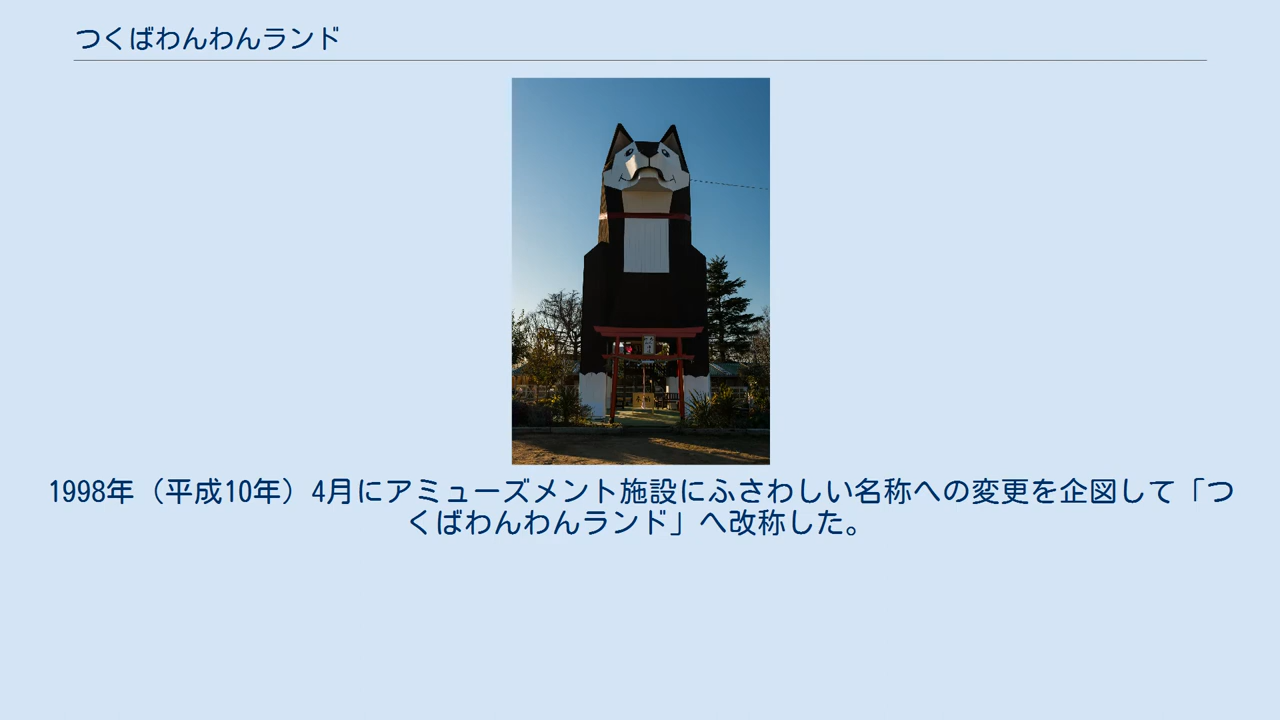 つくばわんわんランド
1998年（平成10年）4月にアミューズメント施設にふさわしい名称への変更を企図して「つ
くばわんわんランド」へ改称した。